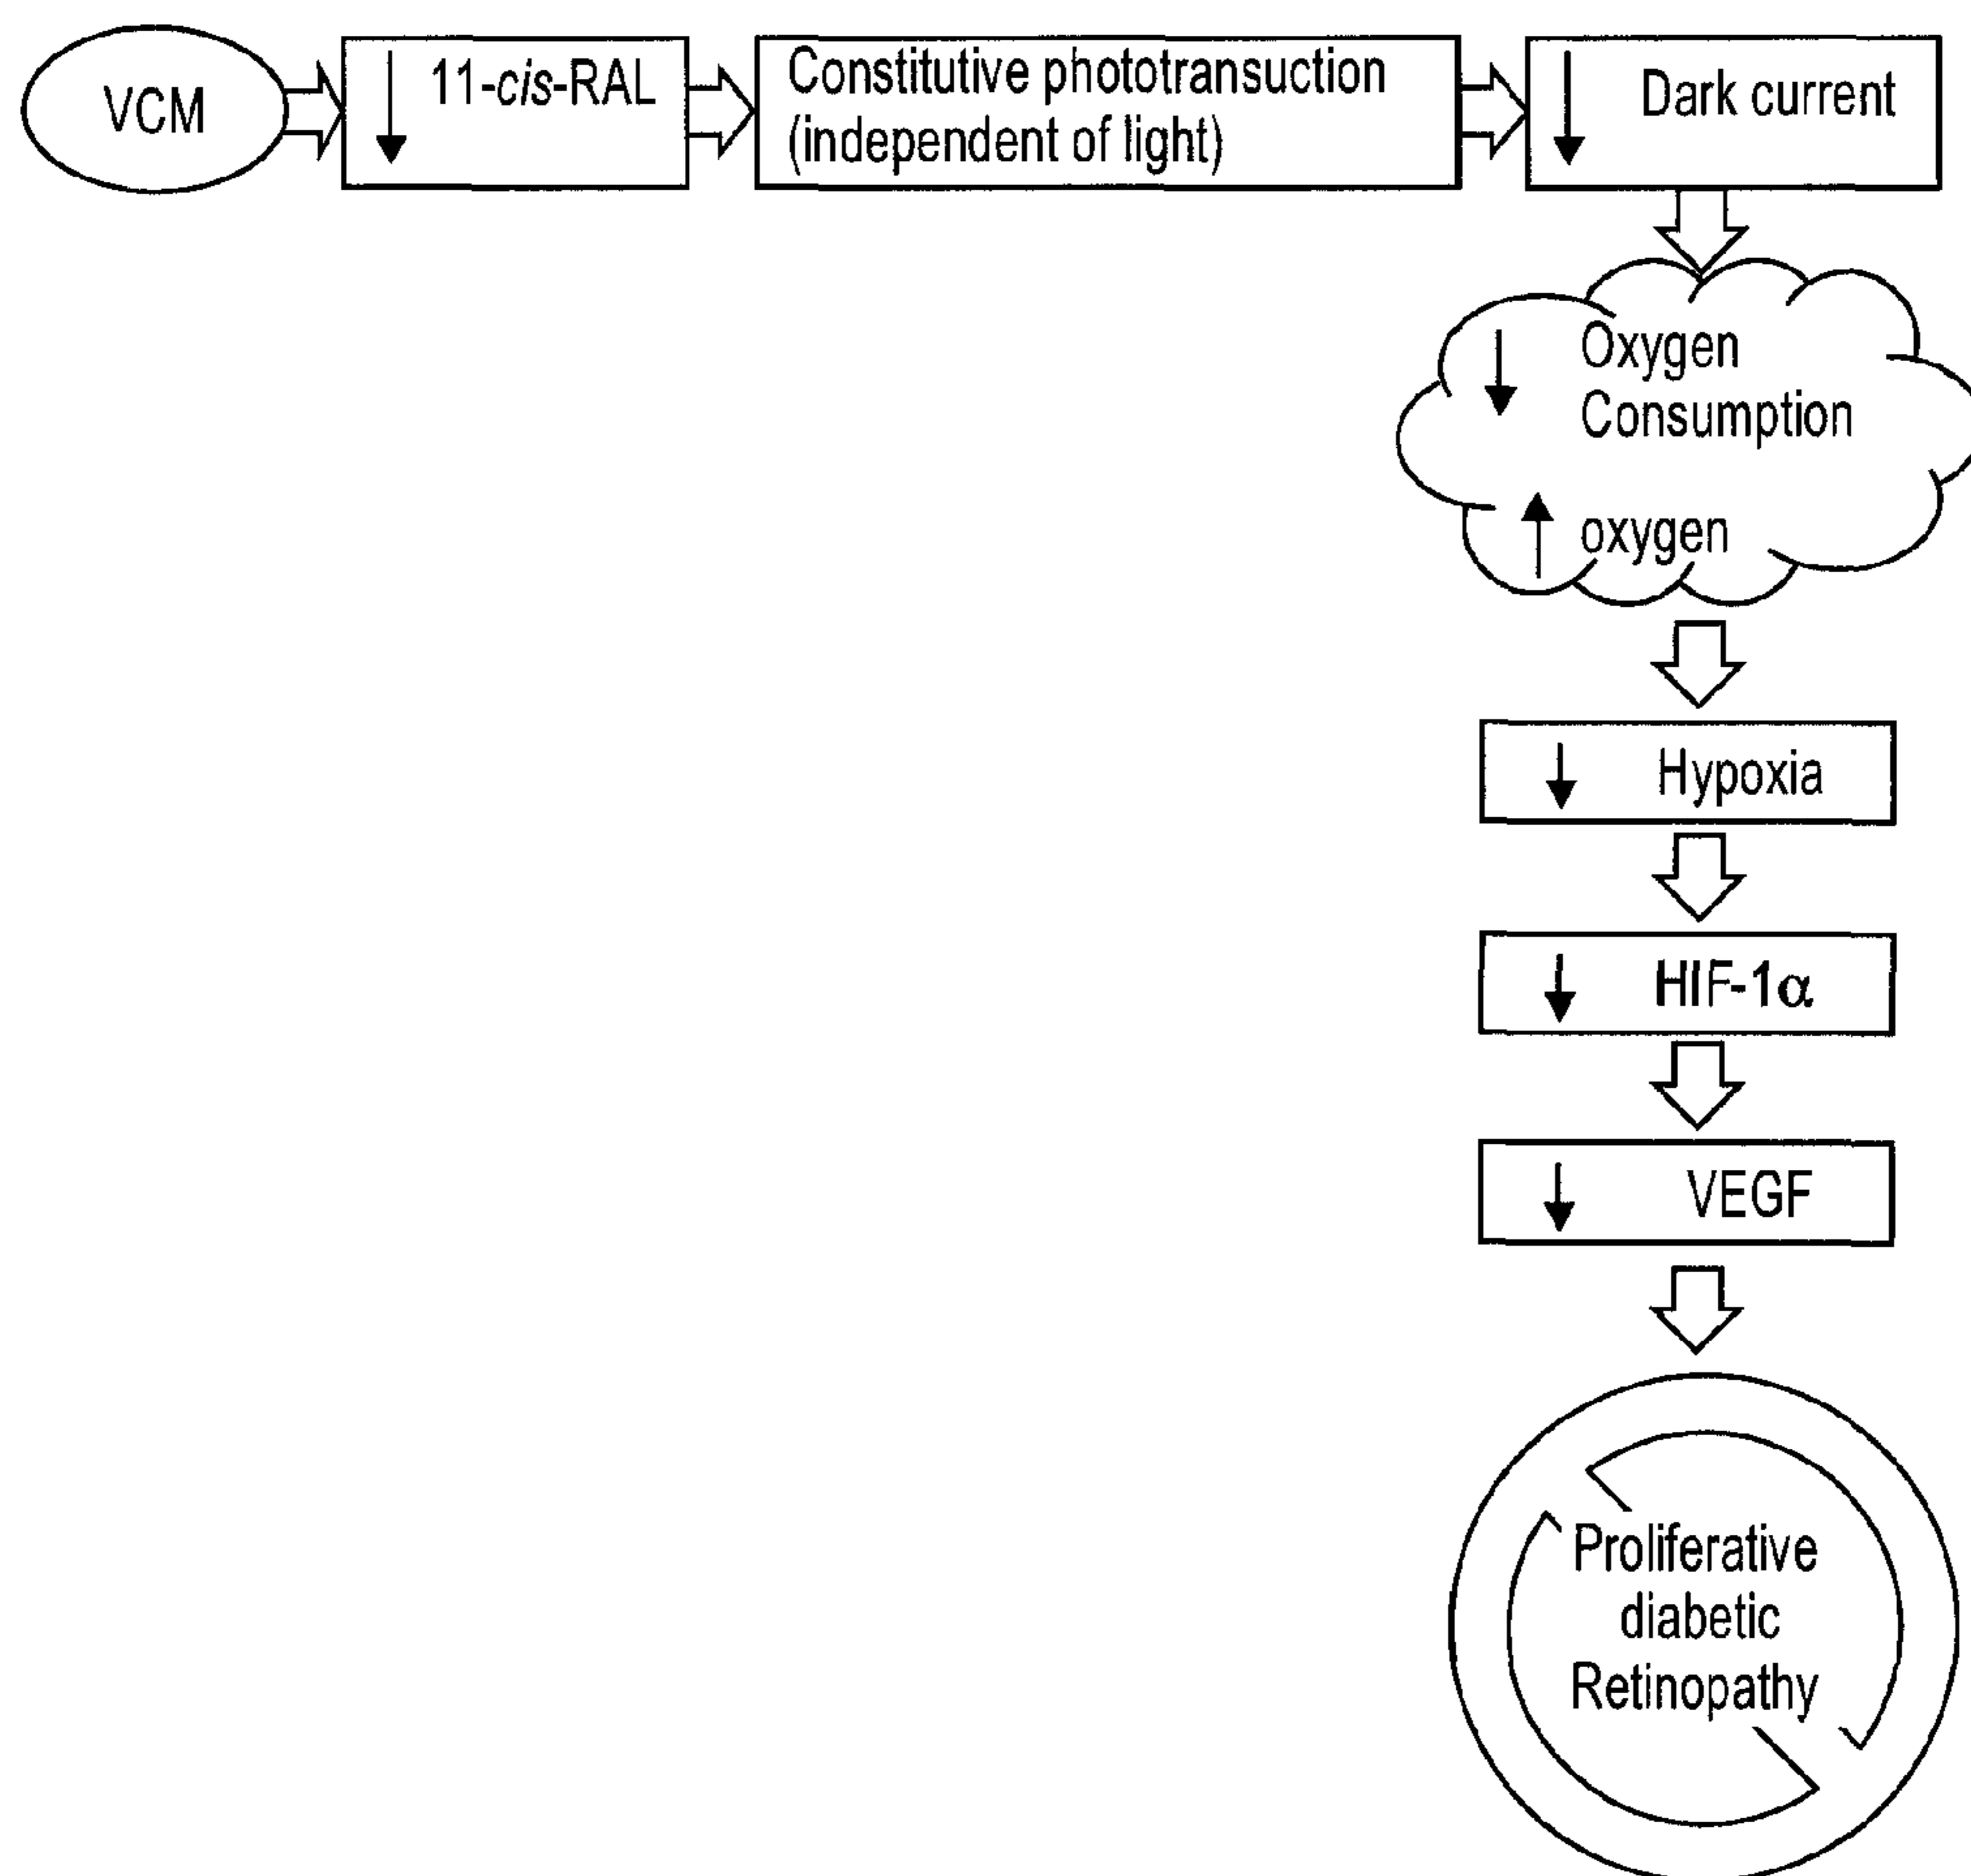 VCM
11-cis-RAL
Constitutive phototransuction
(independent of light)
Dark current
Oxygen
Consumption
oxygen
Hypoxia
HIF-1α
VEGF
Proliferative
diabetic
Retinopathy